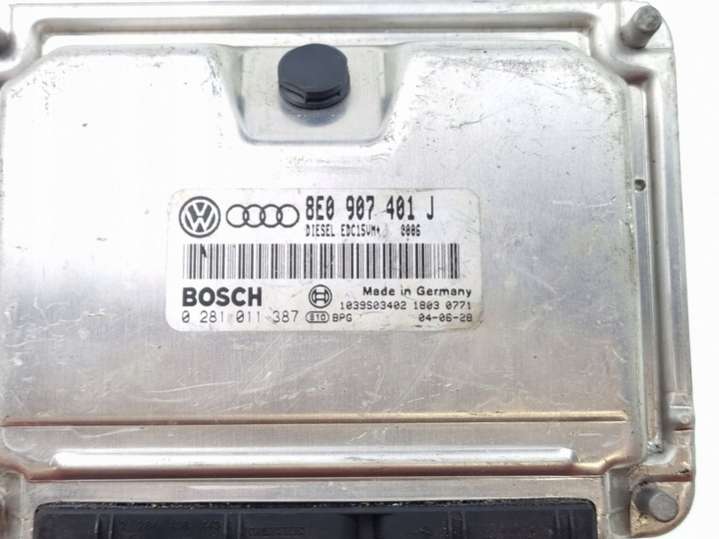 8E0 907 401 J
DIESEL EDC15VM+ 0006
BOSCH
Made in Germany
1039S03402 1803 0771
0 281 011 387
S10 BPG 04-06-28